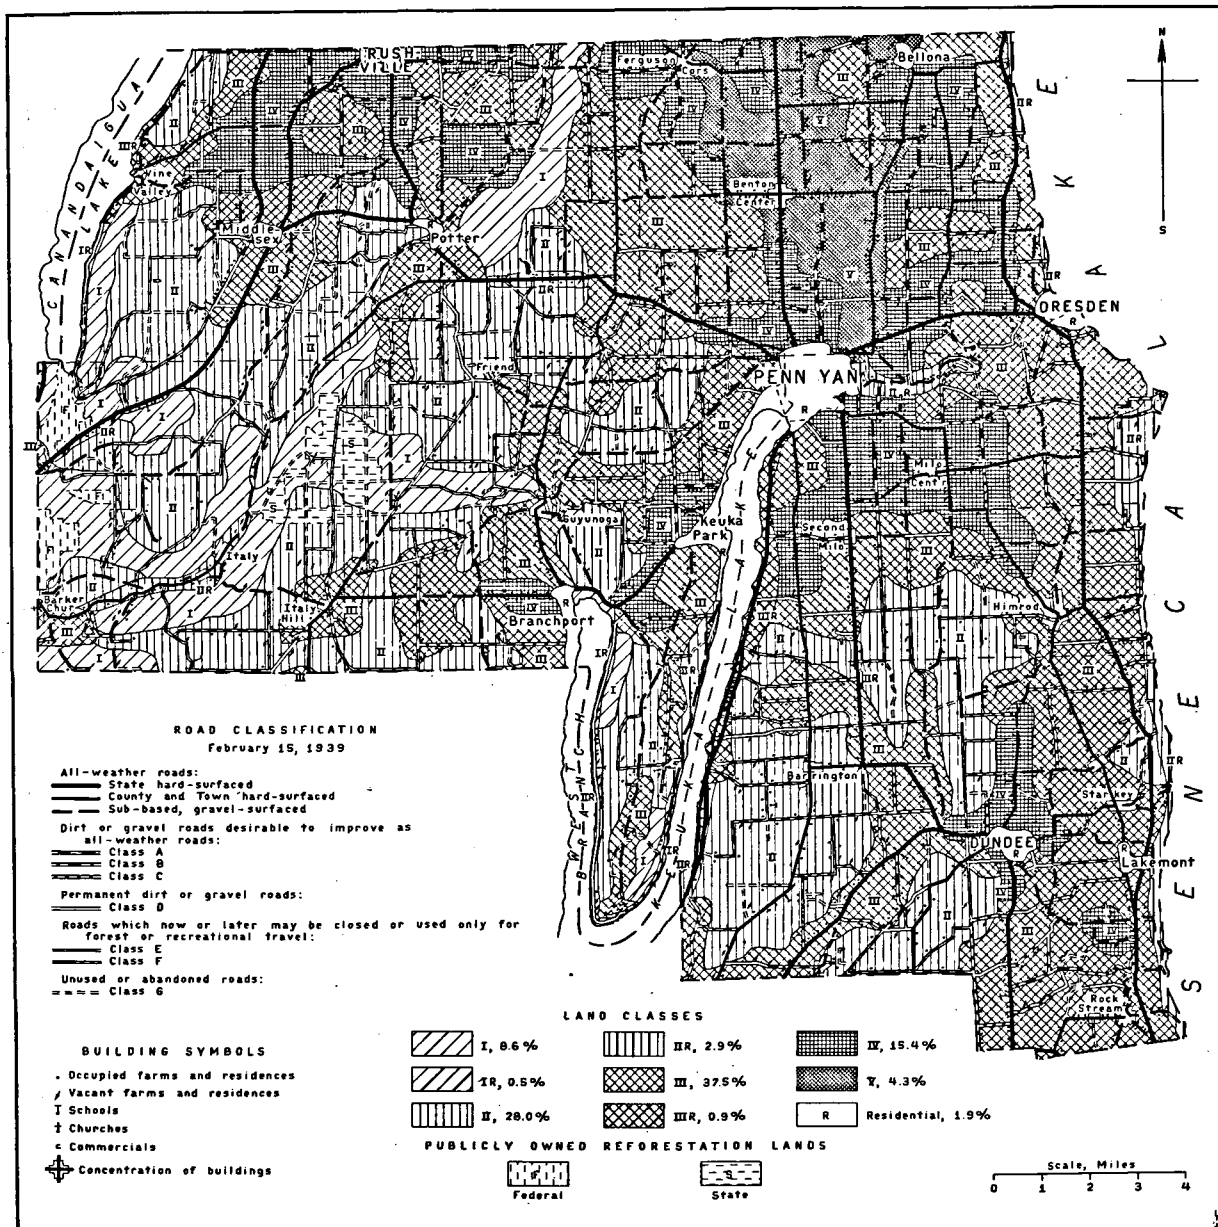 N
S
CANANDAIGUA
LAKE
RUSH-
VILLE
Ferguson
Cors
Bellona
Vine
Valley
Benton
Center
Middle-
sex
Potter
DRESDEN
R
Friend
PENN YAN
R
Milo
Center
Guyunoga
Keuka
Park
R
Second
Milo
Italy
Barker
Chur.
Italy
Hill
R
Branchport
Himrod
KEUKA LAKE
WEST
BRANCH
SENECA LAKE
Barrington
Starkey
DUNDEE
R
R
Lakemont
Rock
Stream
ROAD CLASSIFICATION
February 15, 1939
All-weather roads:
State hard-surfaced
County and Town hard-surfaced
Sub-based, gravel-surfaced
Dirt or gravel roads desirable to improve as
all-weather roads:
Class A
Class B
Class C
Permanent dirt or gravel roads:
Class D
Roads which now or later may be closed or used only for
forest or recreational travel:
Class E
Class F
Unused or abandoned roads:
Class G
BUILDING SYMBOLS
Occupied farms and residences
Vacant farms and residences
Schools
Churches
Commercials
Concentration of buildings
LAND CLASSES
I, 8.6%
IR, 0.5%
II, 28.0%
IIR, 2.9%
III, 37.5%
IIIR, 0.9%
IV, 15.4%
V, 4.3%
R Residential, 1.9%
PUBLICLY OWNED REFORESTATION LANDS
F
Federal
S
State
Scale, Miles
0 1 2 3 4